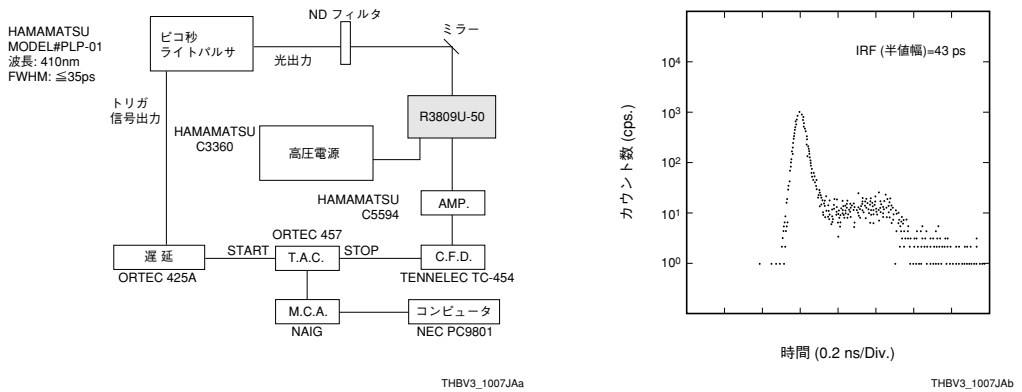 HAMAMATSU
MODEL#PLP-01
波長: 410nm
FWHM: ≦35ps
ピコ秒
ライトパルサ
ND フィルタ
ミラー
光出力
トリガ
信号出力
R3809U-50
HAMAMATSU
C3360
高圧電源
HAMAMATSU
C5594
AMP.
遅 延
ORTEC 425A
START
ORTEC 457
T.A.C.
STOP
C.F.D.
TENNELEC TC-454
M.C.A.
NAIG
コンピュータ
NEC PC9801
THBV3_1007JAa
IRF (半値幅)=43 ps
カウント数 (cps.)
10⁴
10³
10²
10¹
10⁰
時間 (0.2 ns/Div.)
THBV3_1007JAb